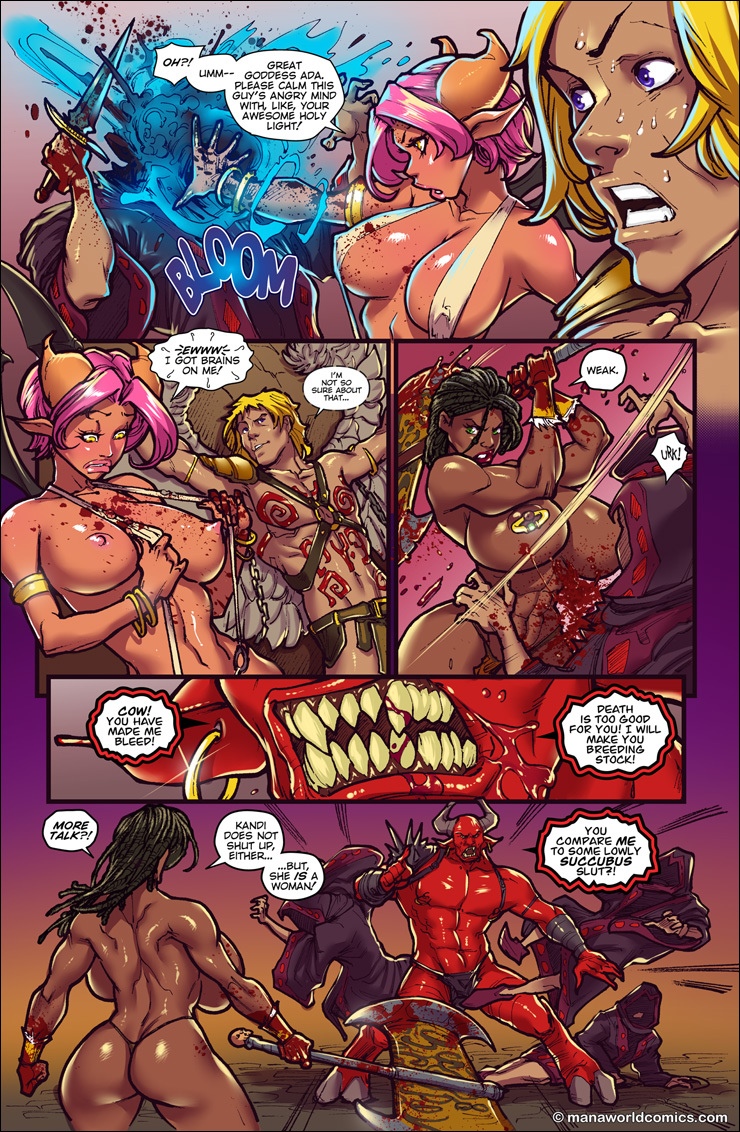 OH?!
UMM--
GREAT
GODDESS ADA.
PLEASE CALM THIS
GUY'S ANGRY MIND
WITH, LIKE, YOUR
AWESOME HOLY
LIGHT!
BLOOM
EWWW
I GOT BRAINS
ON ME!
I'M
NOT SO
SURE ABOUT
THAT...
WEAK.
URK!
COW!
YOU HAVE
MADE ME
BLEED!
DEATH
IS TOO GOOD
FOR YOU! I WILL
MAKE YOU
BREEDING
STOCK!
MORE
TALK?!
KANDI
DOES NOT
SHUT UP,
EITHER...
...BUT,
SHE IS A
WOMAN!
YOU
COMPARE ME
TO SOME LOWLY
SUCCUBUS
SLUT?!
© manaworldcomics.com